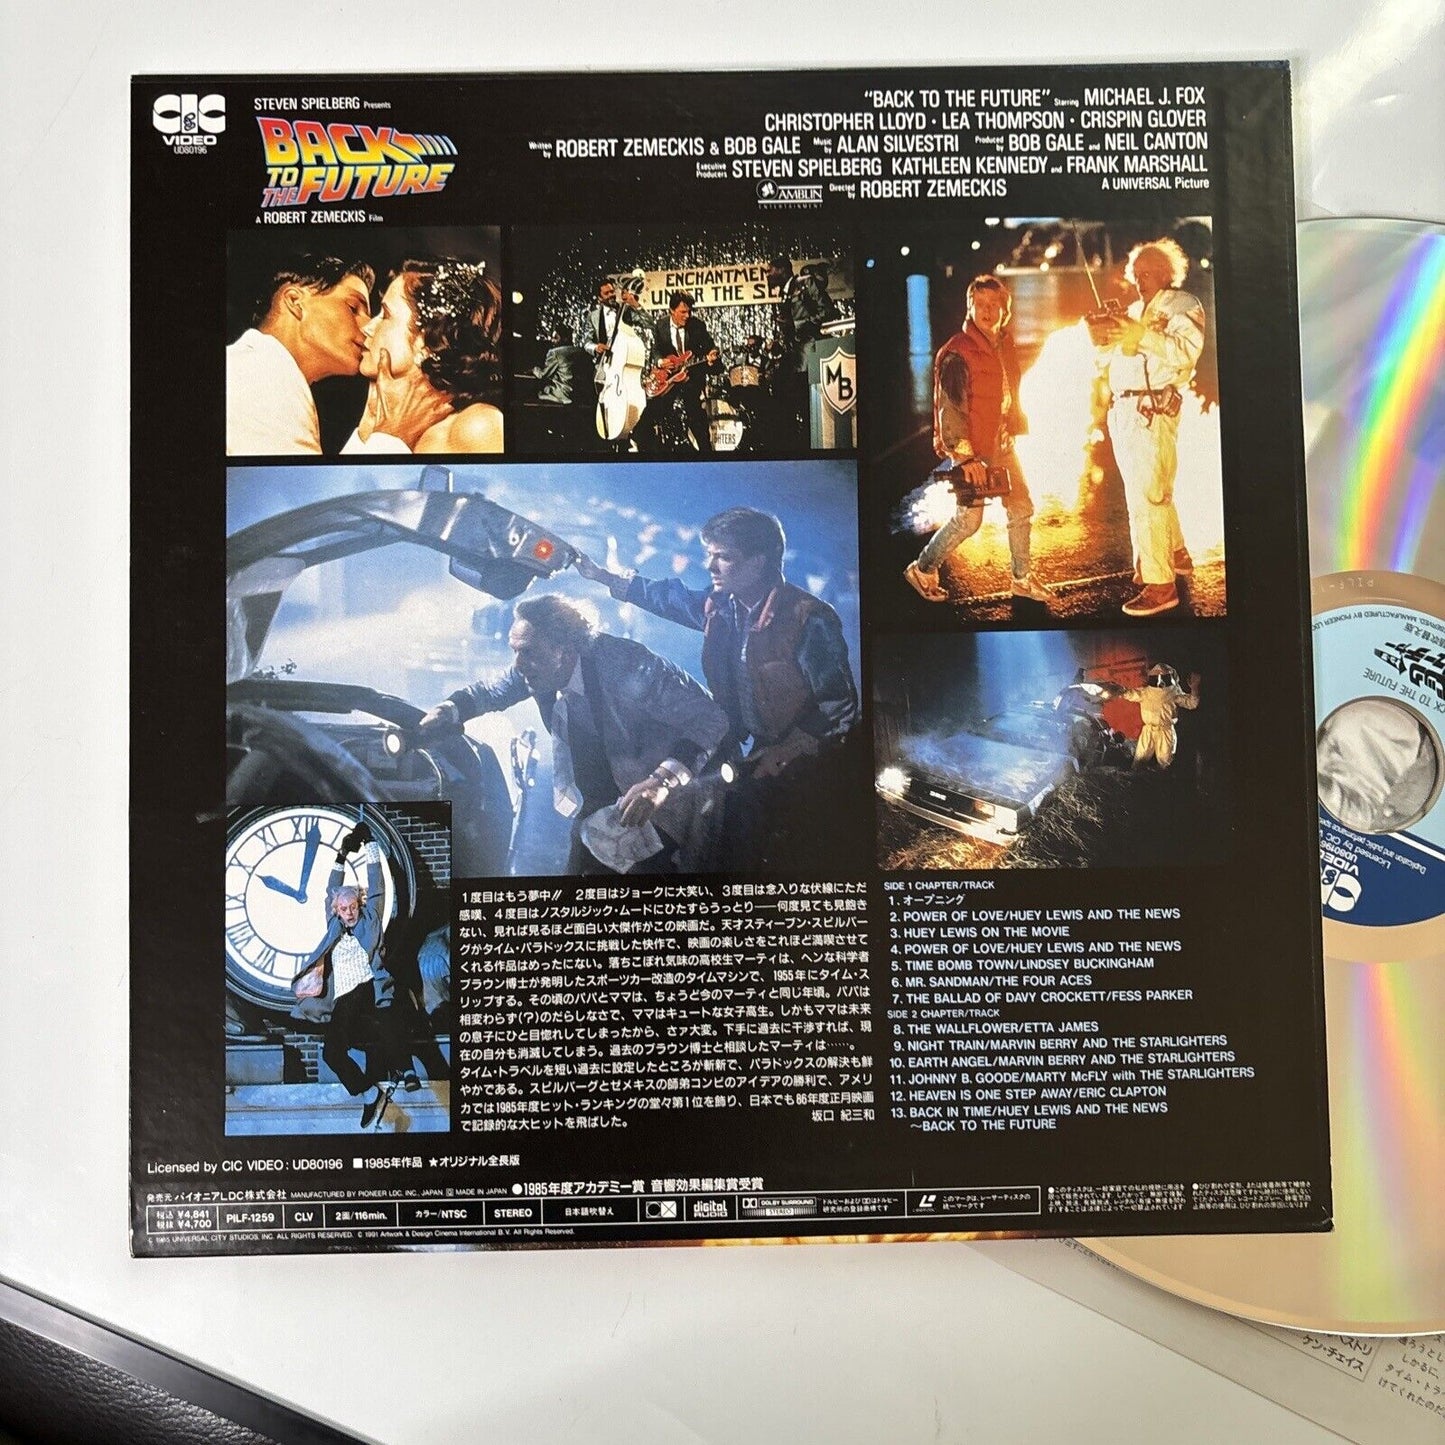 CIC
VIDEO
UD80196
STEVEN SPIELBERG Presents
BACK
TO
THE FUTURE
A ROBERT ZEMECKIS Film
"BACK TO THE FUTURE" Starring MICHAEL J. FOX
CHRISTOPHER LLOYD · LEA THOMPSON · CRISPIN GLOVER
Written by ROBERT ZEMECKIS & BOB GALE Music by ALAN SILVESTRI Produced by BOB GALE and NEIL CANTON
Executive Producers STEVEN SPIELBERG KATHLEEN KENNEDY and FRANK MARSHALL
AMBLIN ENTERTAINMENT Directed by ROBERT ZEMECKIS A UNIVERSAL Picture
ENCHANTMEN
UNDER THE SE
MB
1度目はもう夢中!! 2度目はジョークに大笑い、3度目は念入りな伏線にただ
感嘆、4度目はノスタルジック・ムードにひたすらうっとり──何度見ても見飽き
ない、見れば見るほど面白い大傑作がこの映画だ。天才スティーブン・スピルバー
グがタイム・パラドックスに挑戦した快作で、映画の楽しさをこれほど満喫させて
くれる作品はめったにない。落ちこぼれ気味の高校生マーティは、ヘンな科学者
ブラウン博士が発明したスポーツカー改造のタイムマシンで、1955年にタイム・ス
リップする。その頃のパパとママは、ちょうど今のマーティと同じ年頃。パパは
相変わらず(?)のだらしなさで、ママはキュートな女子高生。しかもママは未来
の息子にひと目惚れしてしまったから、さァ大変。下手に過去に干渉すれば、現
在の自分も消滅してしまう。過去のブラウン博士と相談したマーティは……。
タイム・トラベルを短い過去に設定したところが斬新で、パラドックスの解決も鮮
やかである。スピルバーグとゼメキスの師弟コンビのアイデアの勝利で、アメリ
カでは1985年度ヒット・ランキングの堂々第1位を飾り、日本でも86年度正月映画
で記録的な大ヒットを飛ばした。 坂口 紀三和
SIDE 1 CHAPTER/TRACK
1. オープニング
2. POWER OF LOVE/HUEY LEWIS AND THE NEWS
3. HUEY LEWIS ON THE MOVIE
4. POWER OF LOVE/HUEY LEWIS AND THE NEWS
5. TIME BOMB TOWN/LINDSEY BUCKINGHAM
6. MR. SANDMAN/THE FOUR ACES
7. THE BALLAD OF DAVY CROCKETT/FESS PARKER
SIDE 2 CHAPTER/TRACK
8. THE WALLFLOWER/ETTA JAMES
9. NIGHT TRAIN/MARVIN BERRY AND THE STARLIGHTERS
10. EARTH ANGEL/MARVIN BERRY AND THE STARLIGHTERS
11. JOHNNY B. GOODE/MARTY McFLY with THE STARLIGHTERS
12. HEAVEN IS ONE STEP AWAY/ERIC CLAPTON
13. BACK IN TIME/HUEY LEWIS AND THE NEWS
〜BACK TO THE FUTURE
Licensed by CIC VIDEO : UD80196 ■1985年作品 ★オリジナル全長版
発売元 パイオニアLDC株式会社 MANUFACTURED BY PIONEER LDC, INC., JAPAN. MADE IN JAPAN ●1985年度アカデミー賞 音響効果編集賞受賞
税込 ¥4,841
税抜 ¥4,700
PILF-1259 CLV 2面/116min. カラー/NTSC STEREO 日本語吹替え digital AUDIO DOLBY SURROUND STEREO
このマークは、レーザーディスクの
統一マークです
© 1985 UNIVERSAL CITY STUDIOS, INC. ALL RIGHTS RESERVED. © 1991 Artwork & Design Cinema International B.V. All Rights Reserved.
BACK TO THE FUTURE
Licensed by CIC
UD80196
VIDEO
ケン・チェイス